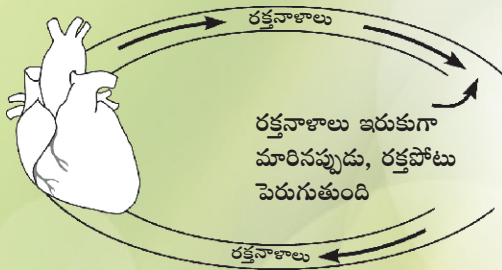 రక్తనాళాలు
రక్తనాళాలు ఇరుకుగా
మారినప్పుడు, రక్తపోటు
పెరుగుతుంది
రక్తనాళాలు